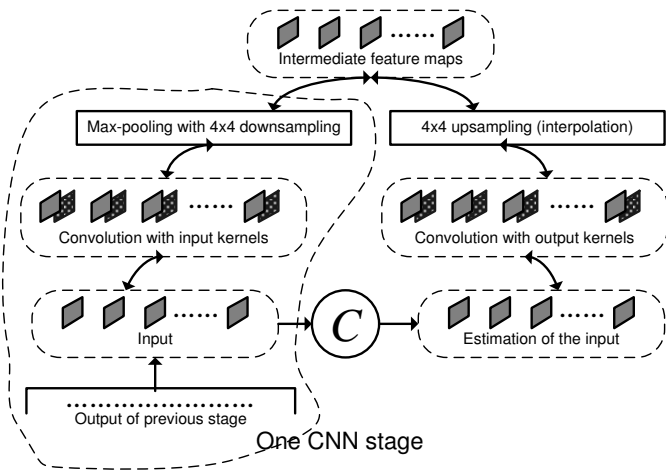 Intermediate feature maps
Max-pooling with 4x4 downsampling
4x4 upsampling (interpolation)
Convolution with input kernels
Convolution with output kernels
Input
C
Estimation of the input
Output of previous stage
One CNN stage